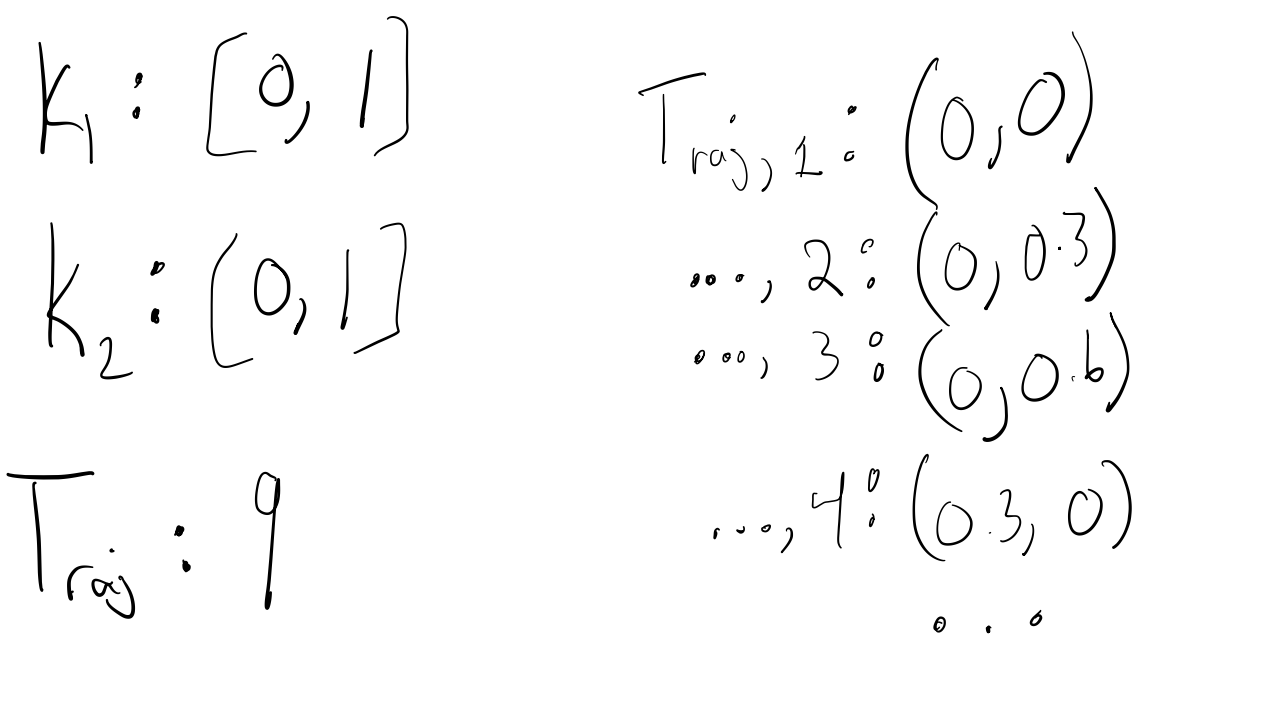 k₁ : [0, 1]
k₂ : [0, 1]
Traj : 9
Traj, 1 : (0, 0)
..., 2 : (0, 0.3)
..., 3 : (0, 0.6)
..., 4 : (0.3, 0)
...